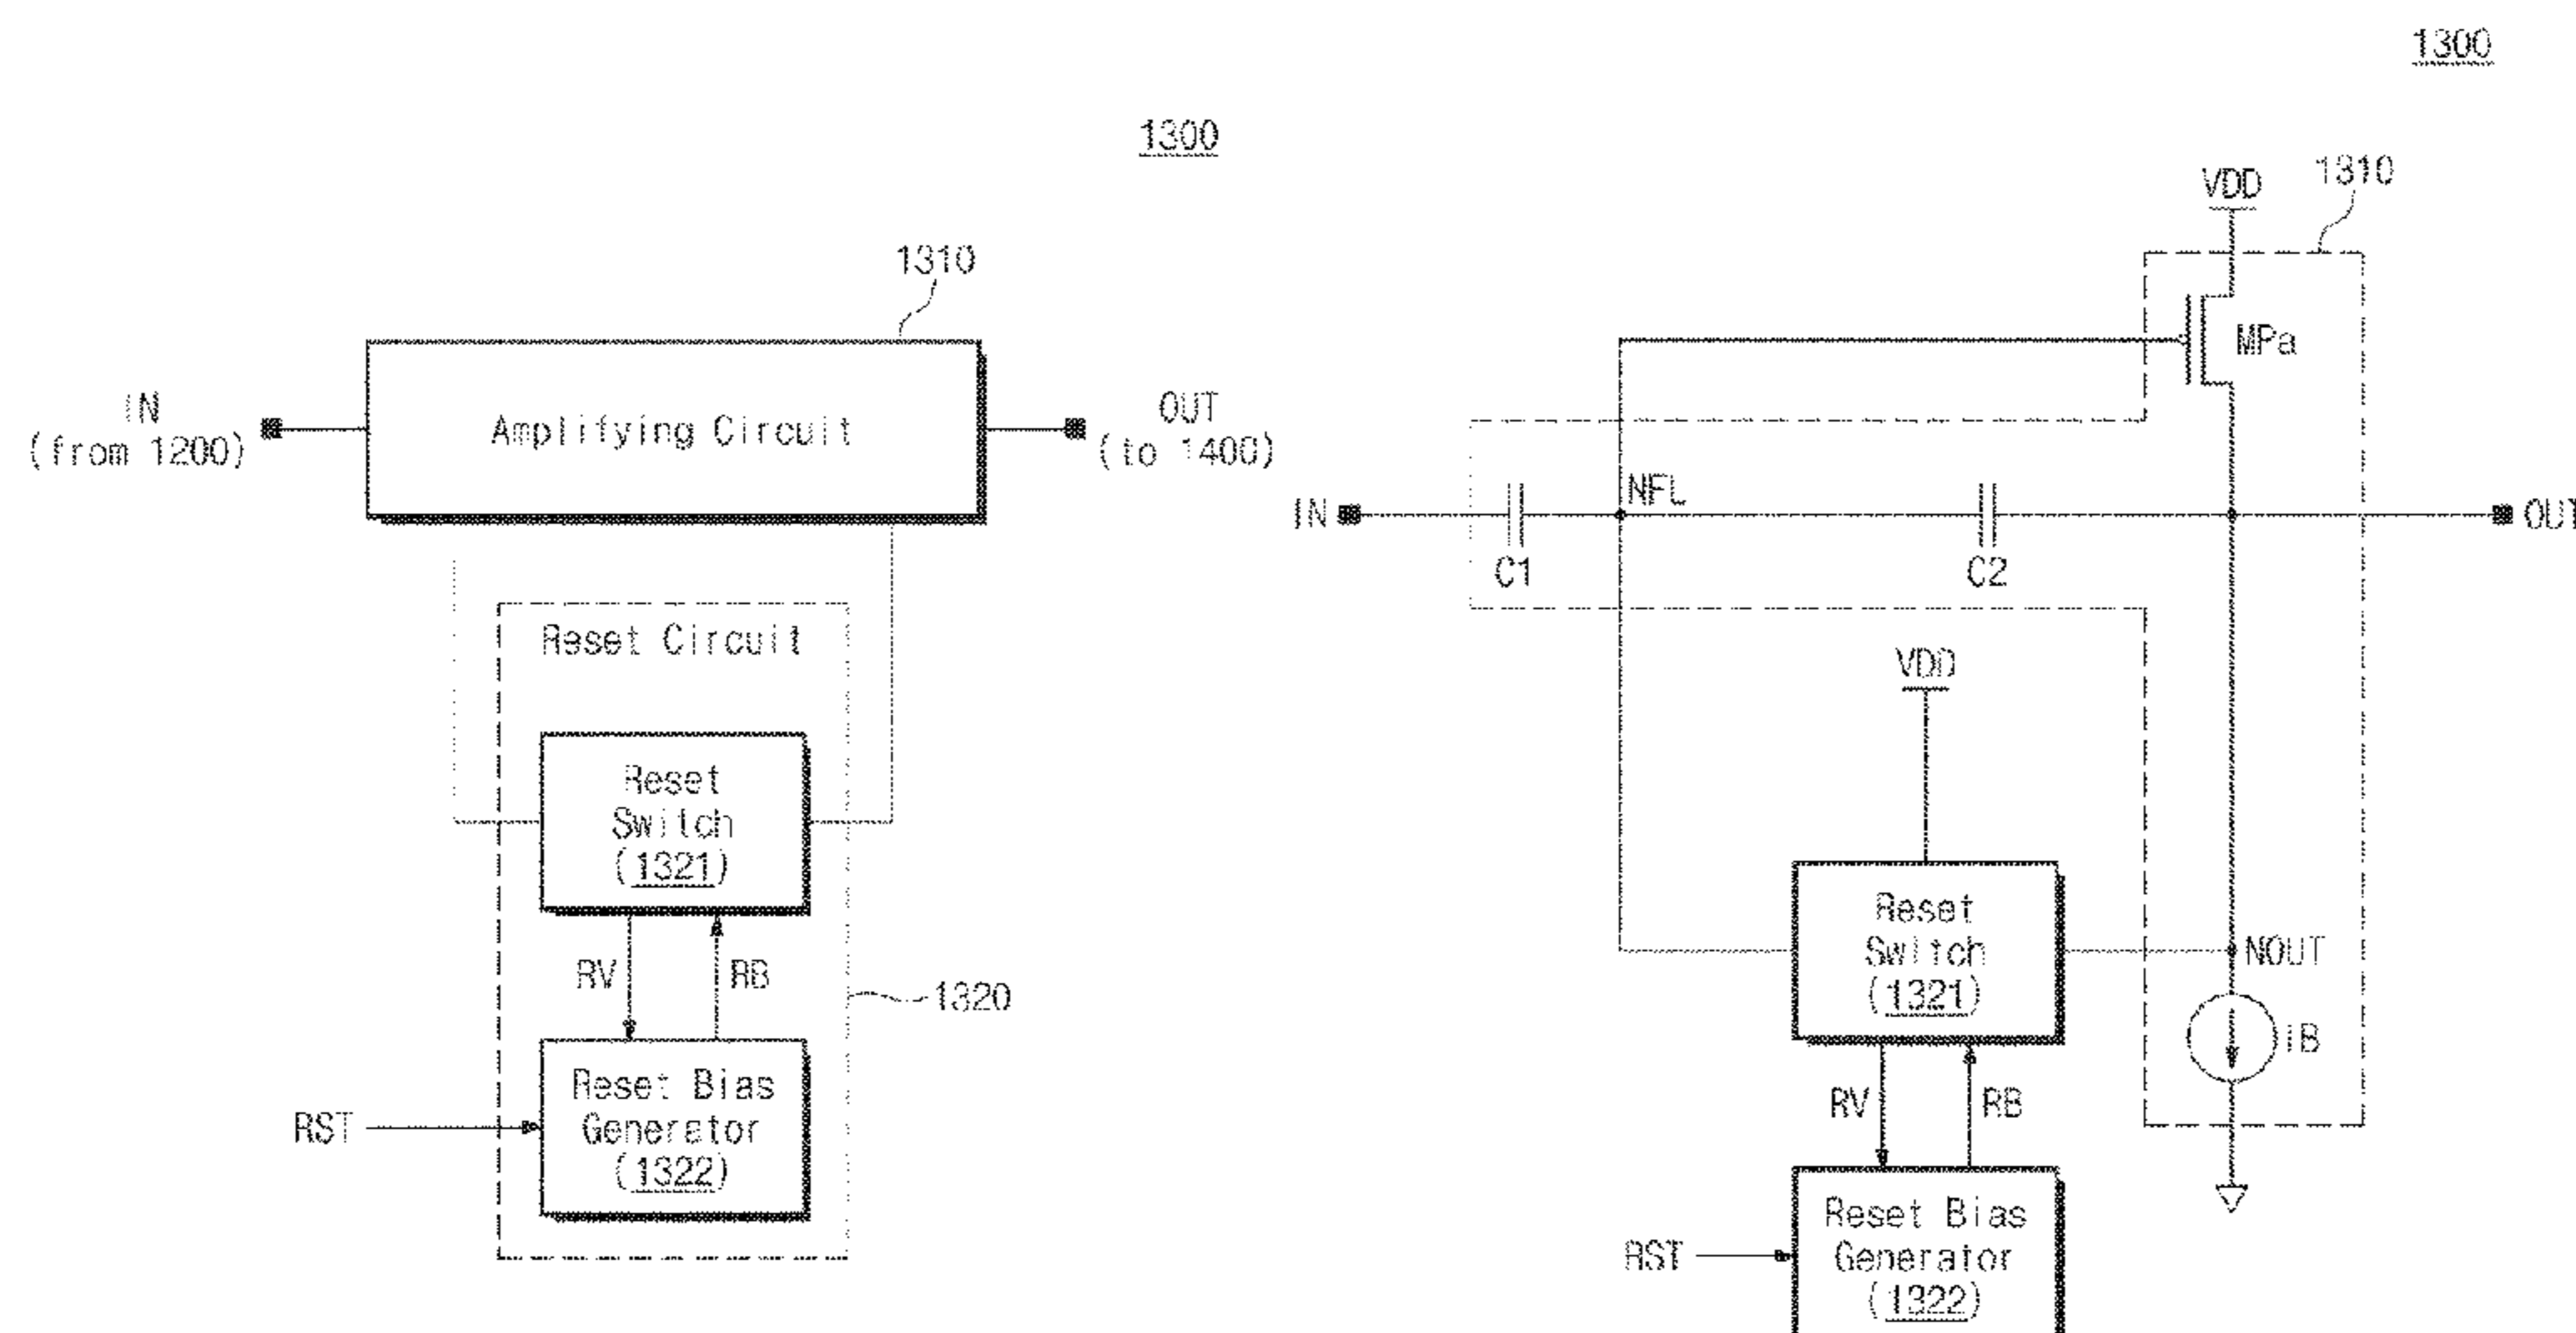 1300
1310
IN
(from 1200)
Amplifying Circuit
OUT
(to 1400)
Reset Circuit
Reset
Switch
(1321)
RV
RB
1320
RST
Reset Bias
Generator
(1322)
1300
VDD
1310
MPa
IN
NFL
C1
C2
OUT
VDD
Reset
Switch
(1321)
NOUT
iB
RV
RB
RST
Reset Bias
Generator
(1322)